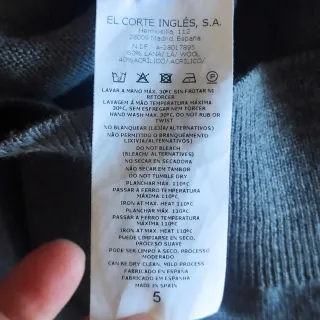 EL CORTE INGLÉS, S.A.
Hermosilla, 112
28009 Madrid, España
N.I.F. A-28017895
60% LANA/LÃ/ WOOL
40% ACRÍLICO/ ACRÍLICO/
LAVAR A MANO MÁX. 30ºC SIN FROTAR NI
RETORCER
LAVAGEM À MÃO TEMPERATURA MÁXIMA
30ºC, SEM ESFREGAR NEM TORCER
HAND WASH MAX. 30ºC, DO NOT RUB OR
TWIST
NO BLANQUEAR (LEJÍA/ALTERNATIVOS)
NÃO PERMITIDO O BRANQUEAMENTO
(LIXÍVIA/ALTERNATIVOS)
DO NOT BLEACH
(BLEACH/ ALTERNATIVES)
NO SECAR EN SECADORA
NÃO SECAR EM TAMBOR
DO NOT TUMBLE DRY
PLANCHAR MÁX. 110ºC
PASSAR A FERRO TEMPERATURA
MÁXIMA 110ºC
IRON AT MAX. HEAT 110ºC
PLANCHAR MÁX. 110ºC
PASSAR A FERRO TEMPERATURA
MÁXIMA 110ºC
IRON AT MAX. HEAT 110ºC
PUEDE LIMPIARSE EN SECO,
PROCESO SUAVE
PODE SER LIMPO A SECO, PROCESSO
MODERADO
CAN BE DRY CLEAN, MILD PROCESS
FABRICADO EN ESPAÑA
FABRICADO EM ESPANHA
MADE IN SPAIN
5